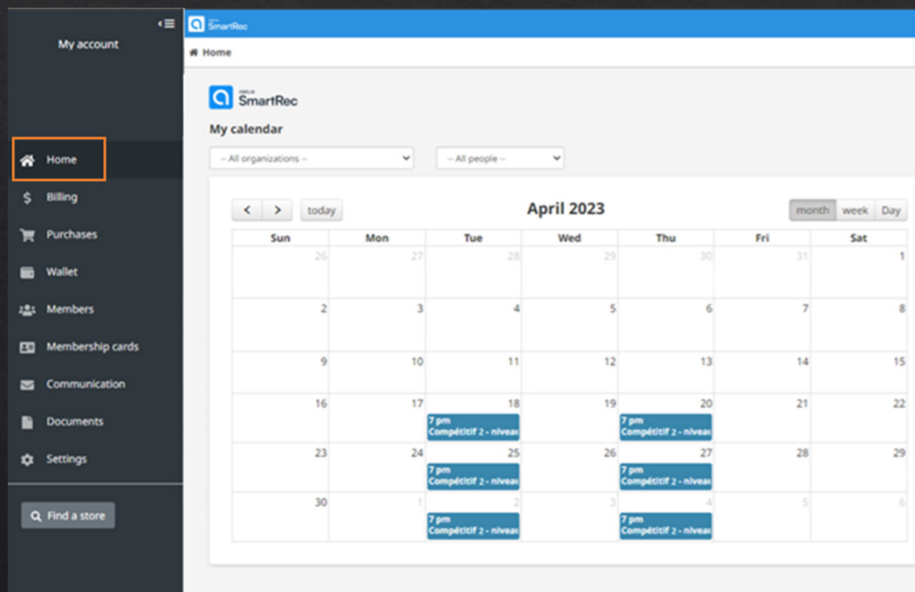 My account
Home
Billing
Purchases
Wallet
Members
Membership cards
Communication
Documents
Settings
Find a store
SmartRec
Home
SmartRec
My calendar
-- All organizations --
-- All people --
today
April 2023
month week Day
Sun Mon Tue Wed Thu Fri Sat
26 27 28 29 30 31 1
2 3 4 5 6 7 8
9 10 11 12 13 14 15
16 17 18 19 20 21 22
7 pm 7 pm
Compétitif 2 - niveau Compétitif 2 - niveau
23 24 25 26 27 28 29
7 pm 7 pm
Compétitif 2 - niveau Compétitif 2 - niveau
30 1 2 3 4 5 6
7 pm 7 pm
Compétitif 2 - niveau Compétitif 2 - niveau